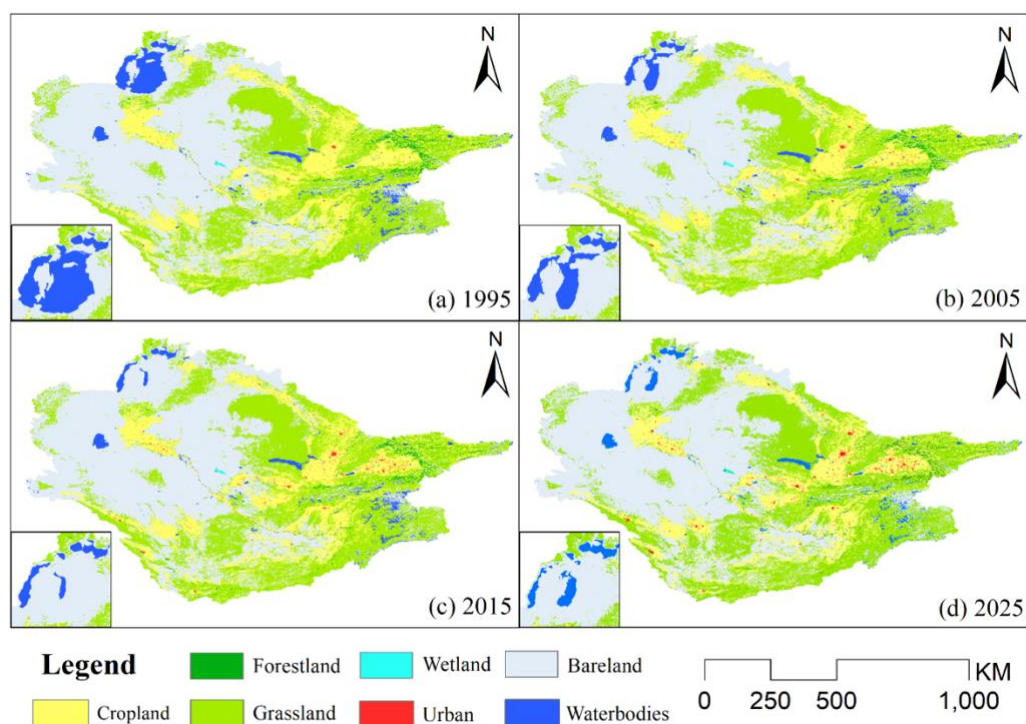 N
N
(a) 1995
(b) 2005
N
N
(c) 2015
(d) 2025
Legend
Forestland
Wetland
Bareland
KM
Cropland
Grassland
Urban
Waterbodies
0 250 500 1,000